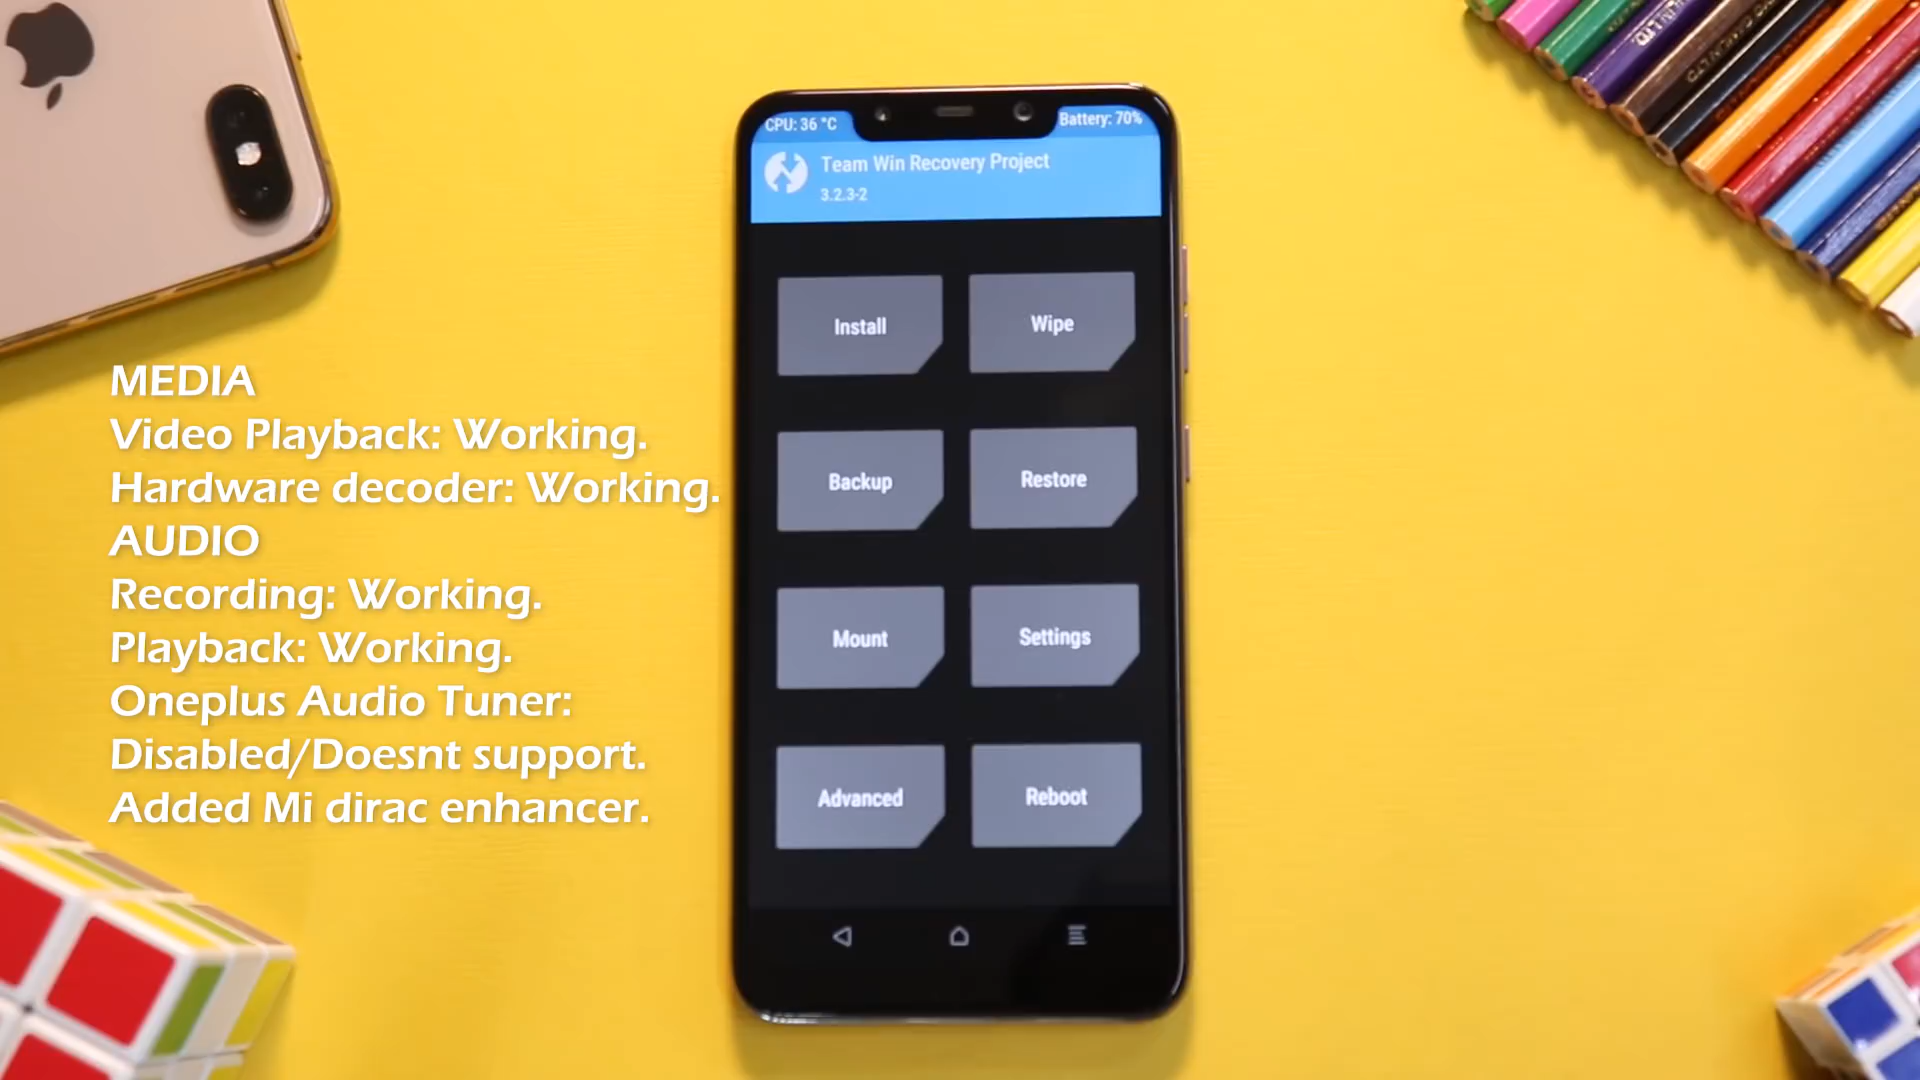 CPU: 36 °C
Battery: 70%
Team Win Recovery Project
3.2.3-2
Install
Wipe
Backup
Restore
Mount
Settings
Advanced
Reboot
MEDIA
Video Playback: Working.
Hardware decoder: Working.
AUDIO
Recording: Working.
Playback: Working.
Oneplus Audio Tuner:
Disabled/Doesnt support.
Added Mi dirac enhancer.